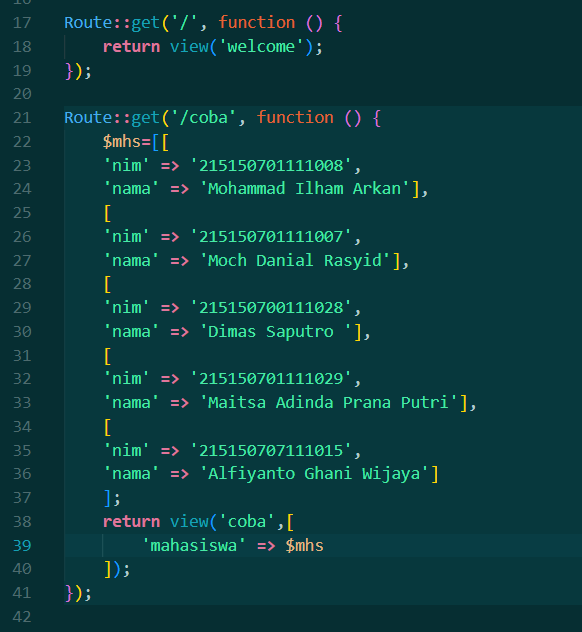 17 Route::get('/', function () {
18     return view('welcome');
19 });
20
21 Route::get('/coba', function () {
22     $mhs=[[
23     'nim' => '215150701111008',
24     'nama' => 'Mohammad Ilham Arkan'],
25     [
26     'nim' => '215150701111007',
27     'nama' => 'Moch Danial Rasyid'],
28     [
29     'nim' => '215150700111028',
30     'nama' => 'Dimas Saputro '],
31     [
32     'nim' => '215150701111029',
33     'nama' => 'Maitsa Adinda Prana Putri'],
34     [
35     'nim' => '215150707111015',
36     'nama' => 'Alfiyanto Ghani Wijaya']
37     ];
38     return view('coba',[
39         'mahasiswa' => $mhs
40     ]);
41 });
42